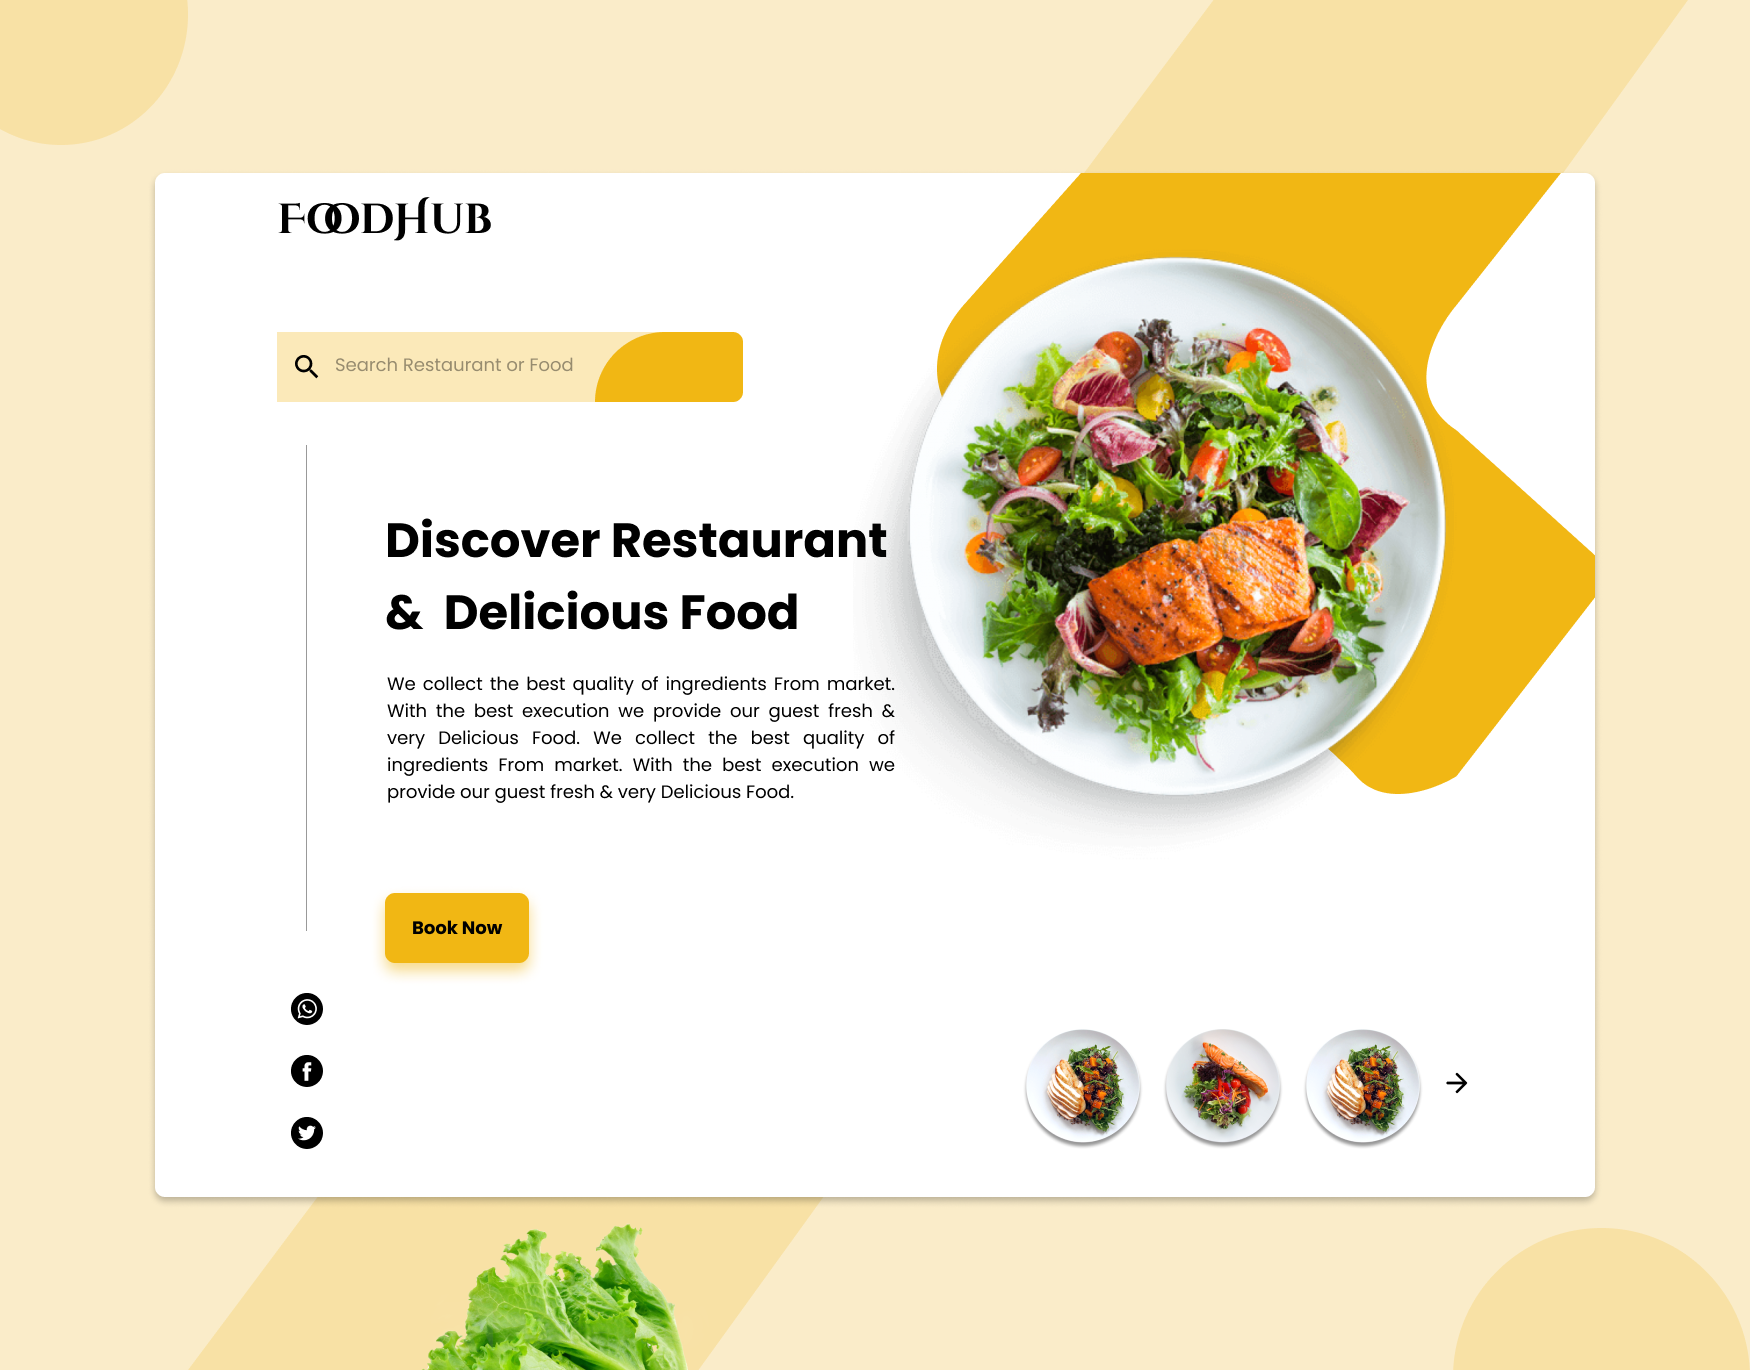 FOODHUB
Search Restaurant or Food
Discover Restaurant
& Delicious Food
We collect the best quality of ingredients From market.
With the best execution we provide our guest fresh &
very Delicious Food. We collect the best quality of
ingredients From market. With the best execution we
provide our guest fresh & very Delicious Food.
Book Now